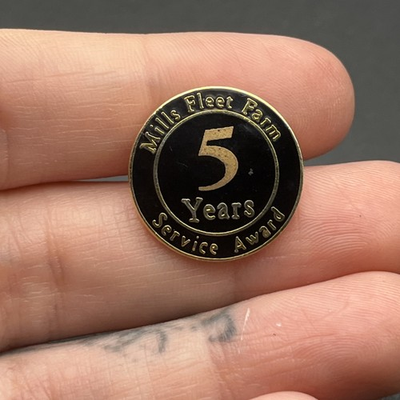 Mills Fleet Farm
5
Years
Service Award